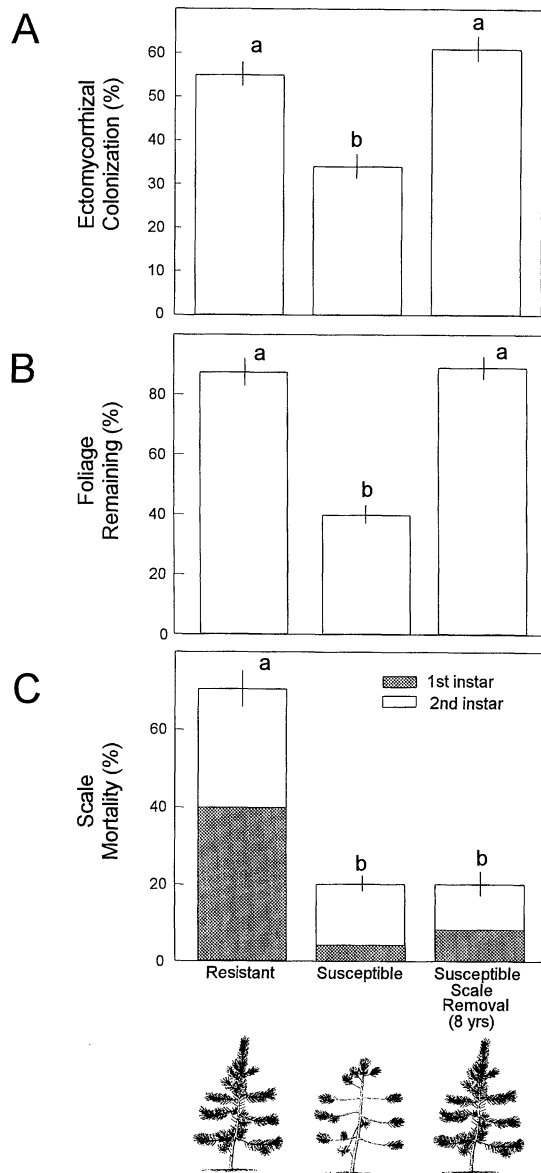 A
Ectomycorrhizal
Colonization (%)
60
50
40
30
20
10
0
a
b
a
B
Foliage
Remaining (%)
80
60
40
20
0
a
b
a
C
Scale
Mortality (%)
60
40
20
0
a
b
b
1st instar
2nd instar
Resistant
Susceptible
Susceptible
Scale
Removal
(8 yrs)